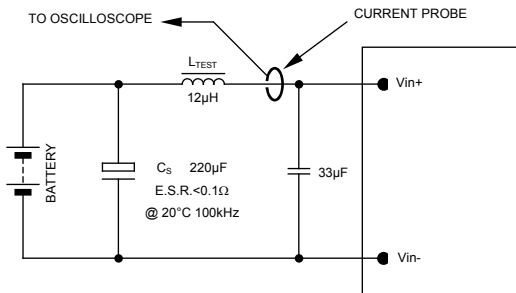 TO OSCILLOSCOPE
CURRENT PROBE
LTEST
12μH
Vin+
BATTERY
CS 220μF
E.S.R.<0.1Ω
@ 20°C 100kHz
33μF
Vin-